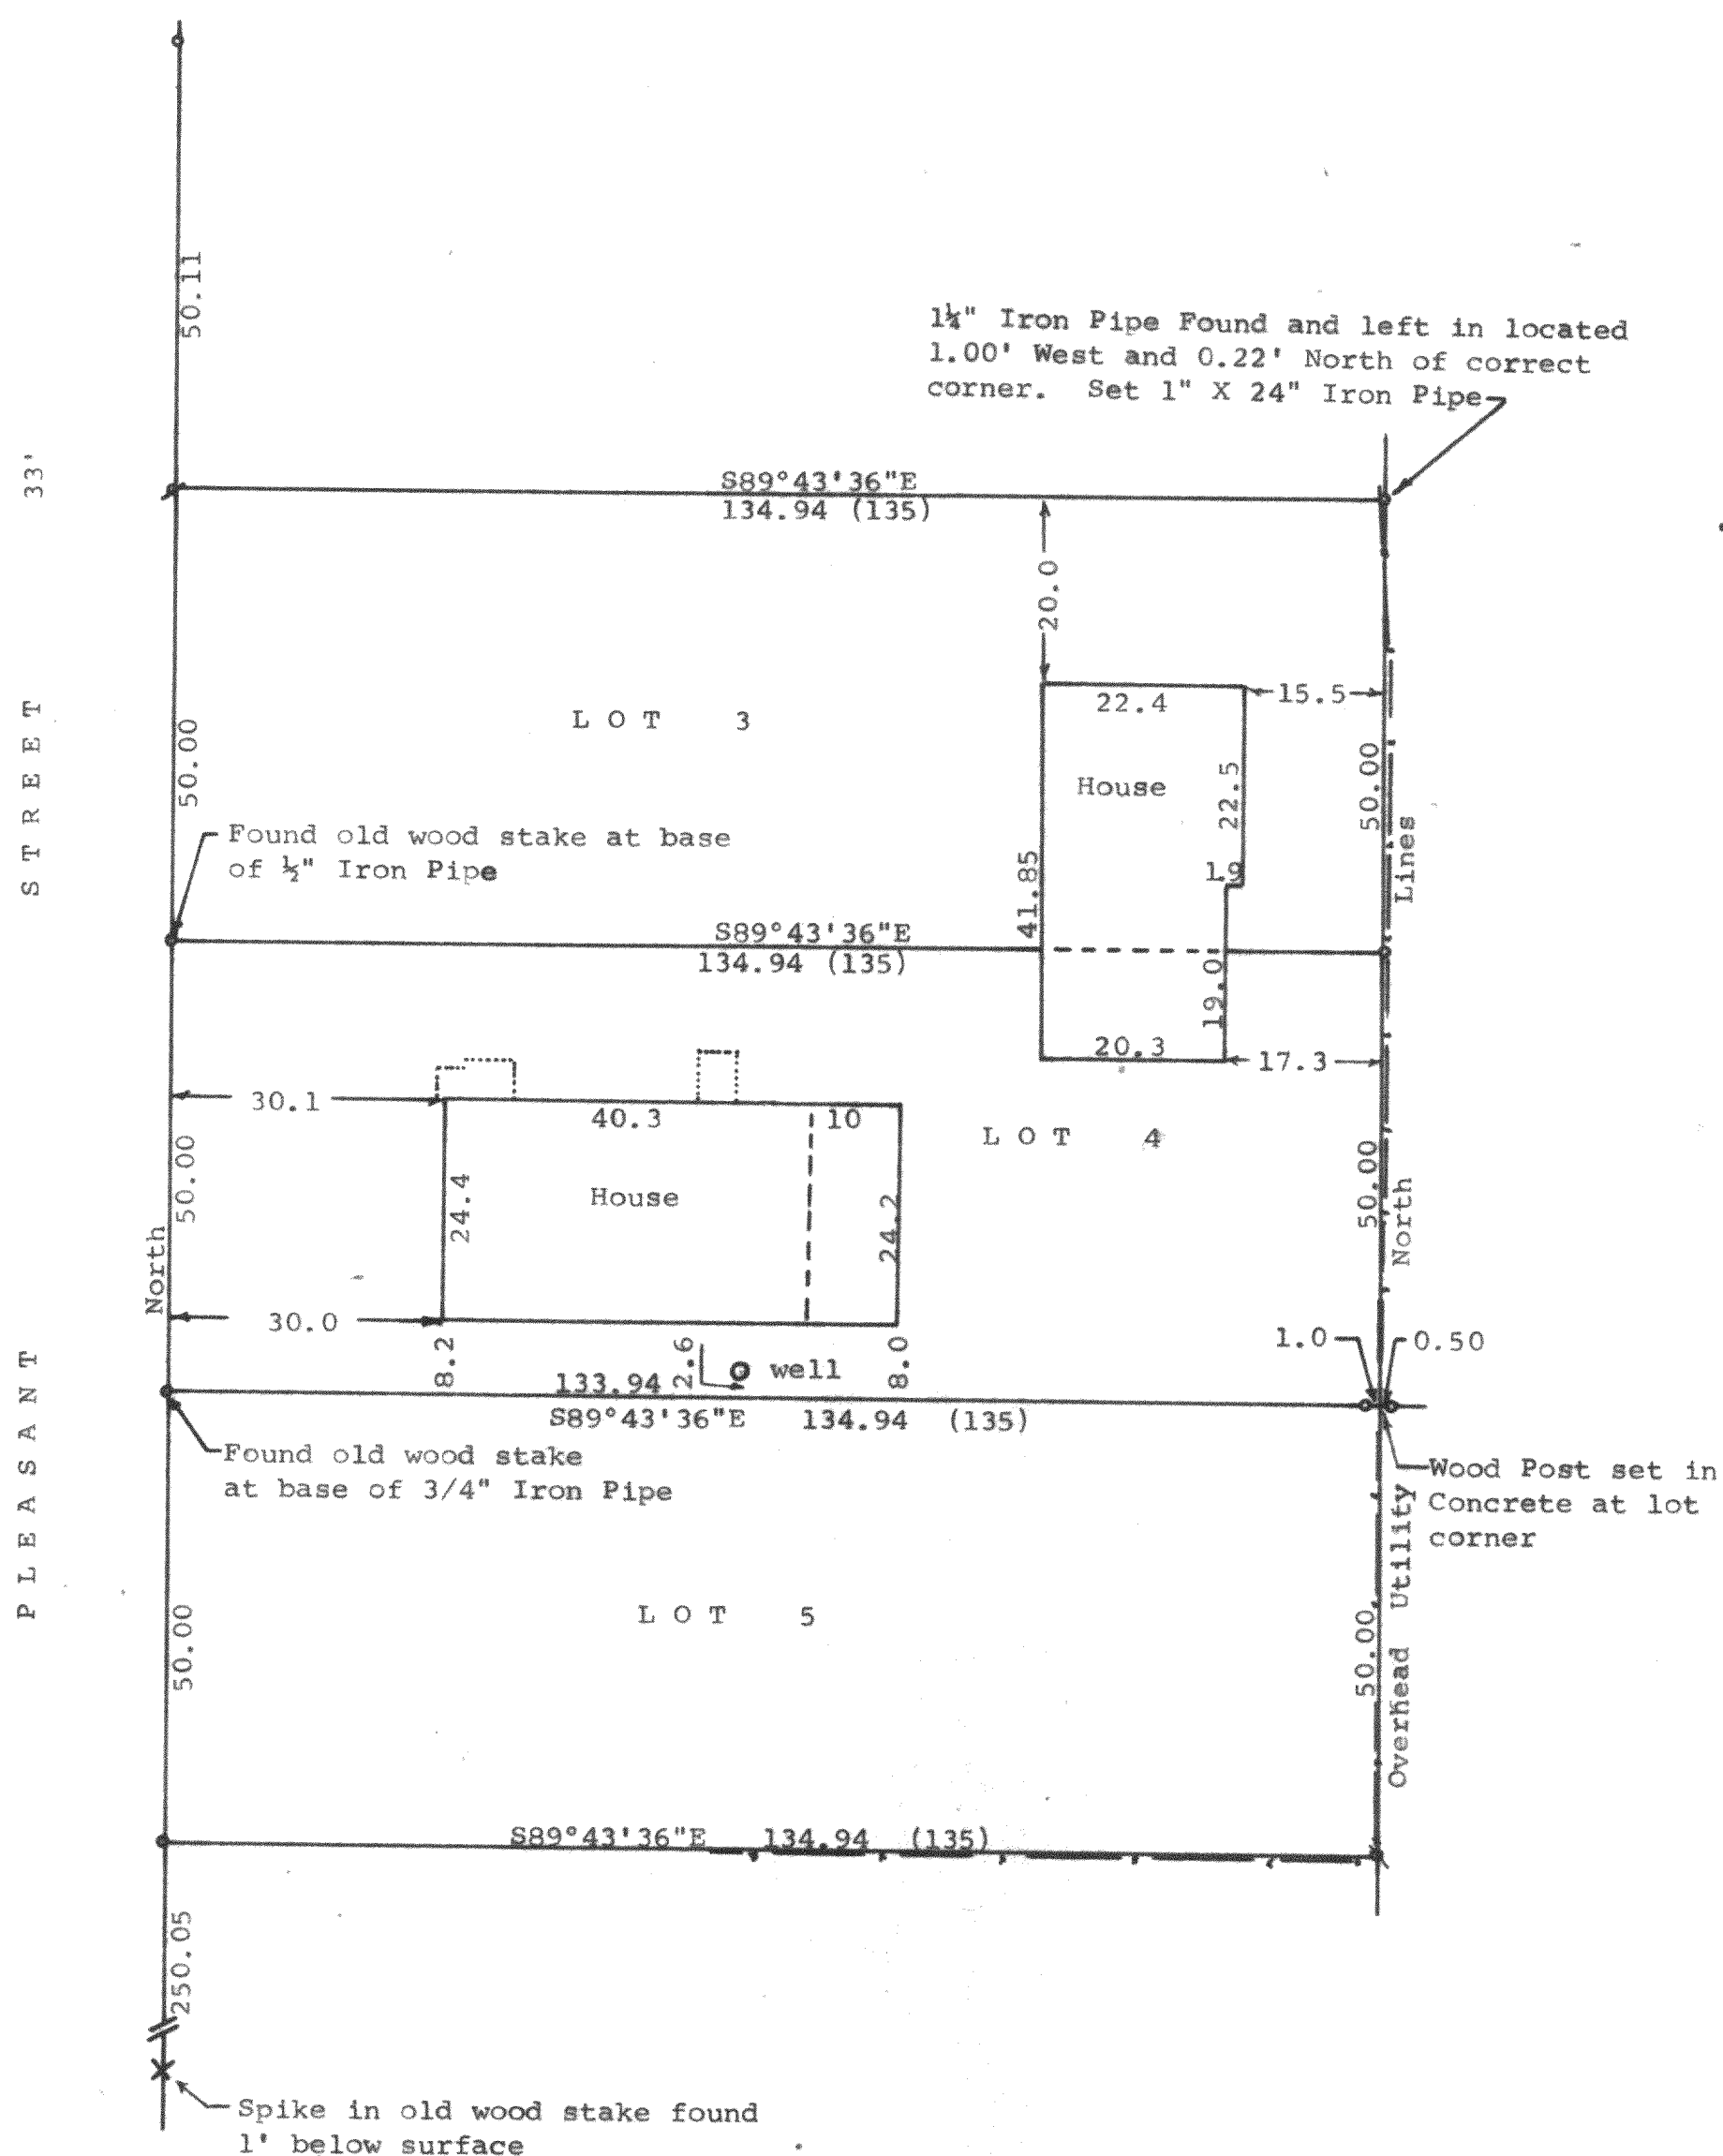 50.11
1¼" Iron Pipe Found and left in located
1.00' West and 0.22' North of correct
corner. Set 1" X 24" Iron Pipe
33'
S89°43'36"E
134.94 (135)
20.0
22.4
15.5
LOT 3
50.00
House
22.5
50.00
Found old wood stake at base
of ½" Iron Pipe
41.85
1.9
Lines
S89°43'36"E
134.94 (135)
19.0
20.3
17.3
30.1
40.3
10
LOT 4
50.00
24.4
House
24.2
50.00
North
North
30.0
8.2
2.6
well
8.0
1.0
0.50
133.94
S89°43'36"E 134.94 (135)
Found old wood stake
at base of 3/4" Iron Pipe
Wood Post set in
Concrete at lot
corner
PLEASANT STREET
50.00
LOT 5
50.00
Overhead Utility
S89°43'36"E 134.94 (135)
250.05
Spike in old wood stake found
1' below surface